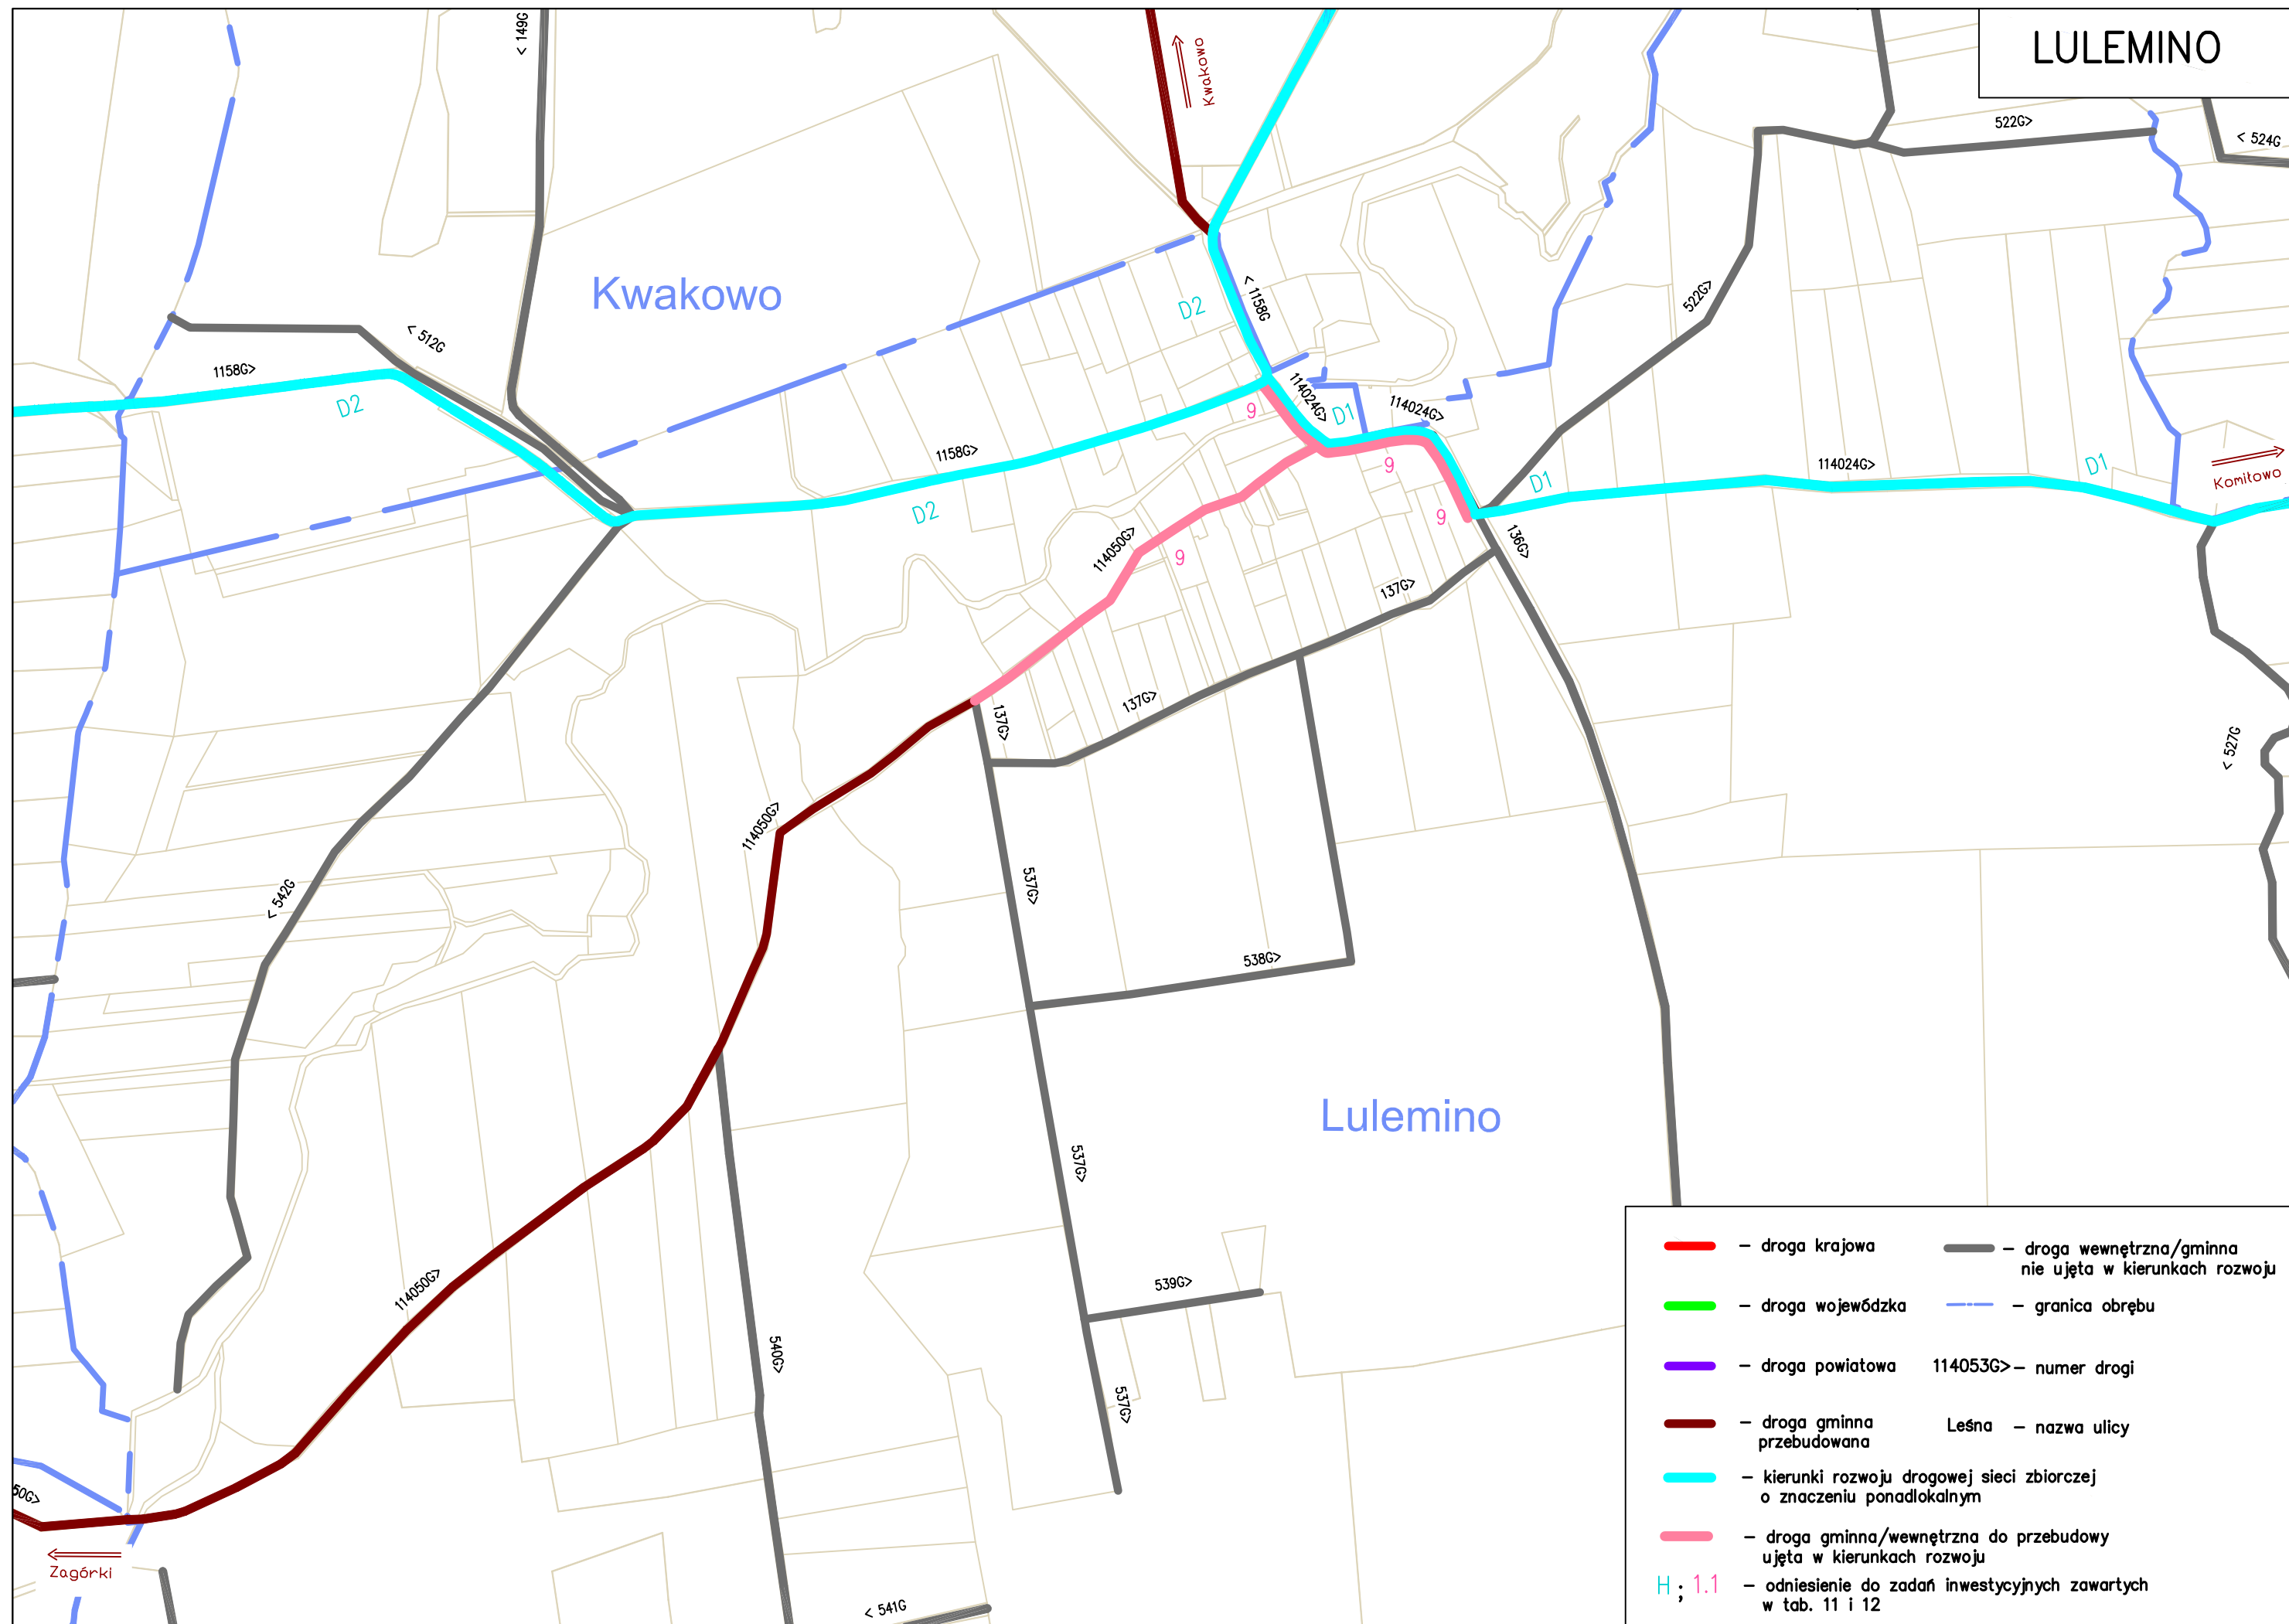 LULEMINO
< 149G
Kwakowo
522G>
< 524G
Kwakowo
D2
< 1158G
522G>
< 512G
1158G>
D2
114024G>
D1
114024G>
9
9
1158G>
D2
114024G>
D1
D1
Komiłowo
9
136G>
114050G>
9
137G>
137G>
137G>
< 527G
114050G>
537G>
< 542G
538G>
Lulemino
537G>
539G>
114050G>
540G>
537G>
50G>
Zagórki
< 541G
– droga krajowa
– droga wewnętrzna/gminna
nie ujęta w kierunkach rozwoju
– droga wojewódzka
– granica obrębu
– droga powiatowa
114053G> – numer drogi
– droga gminna
przebudowana
Leśna – nazwa ulicy
– kierunki rozwoju drogowej sieci zbiorczej
o znaczeniu ponadlokalnym
– droga gminna/wewnętrzna do przebudowy
ujęta w kierunkach rozwoju
H ; 1.1 – odniesienie do zadań inwestycyjnych zawartych
w tab. 11 i 12